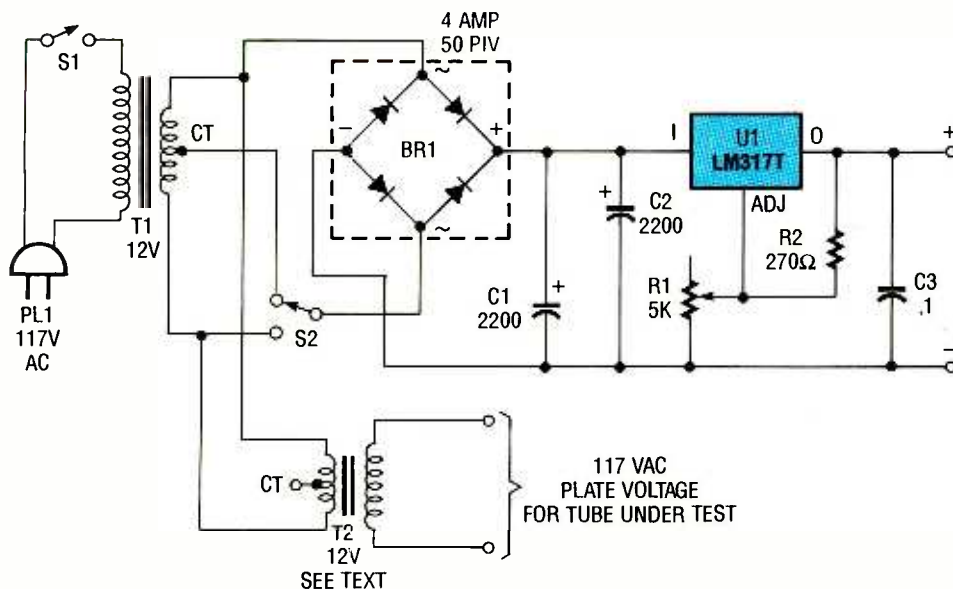 4 AMP
50 PIV
S1
CT
~
−
BR1
+
~
T1
12V
PL1
117V
AC
S2
C1
2200
+
+
C2
2200
I
U1
LM317T
O
ADJ
R1
5K
R2
270Ω
C3
.1
+
−
CT
T2
12V
SEE TEXT
117 VAC
PLATE VOLTAGE
FOR TUBE UNDER TEST